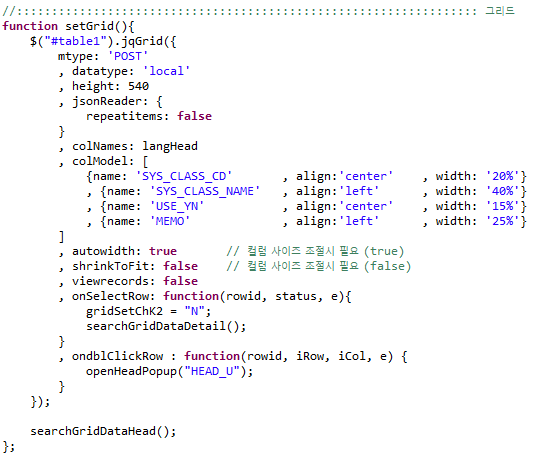 //:::::::::::::::::::::::::::::::::::::::::::::::::::::::::::::::: 그리드
function setGrid(){
    $("#table1").jqGrid({
        mtype: 'POST'
        , datatype: 'local'
        , height: 540
        , jsonReader: {
            repeatitems: false
        }
        , colNames: langHead
        , colModel: [
            {name: 'SYS_CLASS_CD'       , align:'center'    , width: '20%'}
            , {name: 'SYS_CLASS_NAME'   , align:'left'      , width: '40%'}
            , {name: 'USE_YN'           , align:'center'    , width: '15%'}
            , {name: 'MEMO'             , align:'left'      , width: '25%'}
        ]
        , autowidth: true       // 컬럼 사이즈 조절시 필요 (true)
        , shrinkToFit: false    // 컬럼 사이즈 조절시 필요 (false)
        , viewrecords: false
        , onSelectRow: function(rowid, status, e){
            gridSetChK2 = "N";
            searchGridDataDetail();
        }
        , ondblClickRow : function(rowid, iRow, iCol, e) {
            openHeadPopup("HEAD_U");
        }
    });

    searchGridDataHead();
};